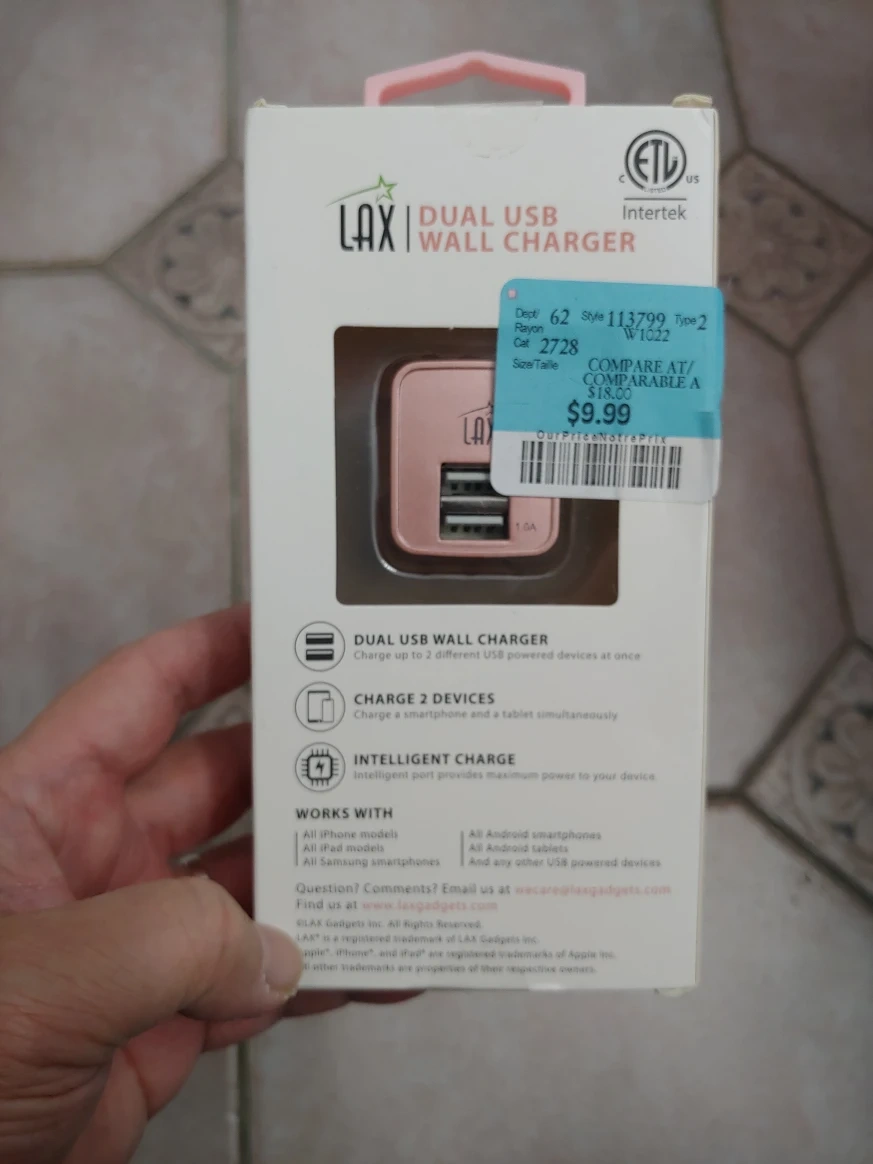 ETL
C US
LISTED
Intertek
LAX
DUAL USB
WALL CHARGER
Dept/ 62 Style 113799 Type 2
Rayon W1022
Cat 2728
Size/Taille COMPARE AT/
COMPARABLE A
$18.00
$9.99
OurPriceNotrePrix
LAX
1.0A
DUAL USB WALL CHARGER
Charge up to 2 different USB powered devices at once
CHARGE 2 DEVICES
Charge a smartphone and a tablet simultaneously
INTELLIGENT CHARGE
Intelligent port provides maximum power to your device.
WORKS WITH
All iPhone models
All iPad models
All Samsung smartphones
All Android smartphones
All Android tablets
And any other USB powered devices
Question? Comments? Email us at wecare@laxgadgets.com
Find us at www.laxgadgets.com
©LAX Gadgets Inc. All Rights Reserved.
LAX® is a registered trademark of LAX Gadgets Inc.
Apple®, iPhone®, and iPad® are registered trademarks of Apple Inc.
All other trademarks are properties of their respective owners.